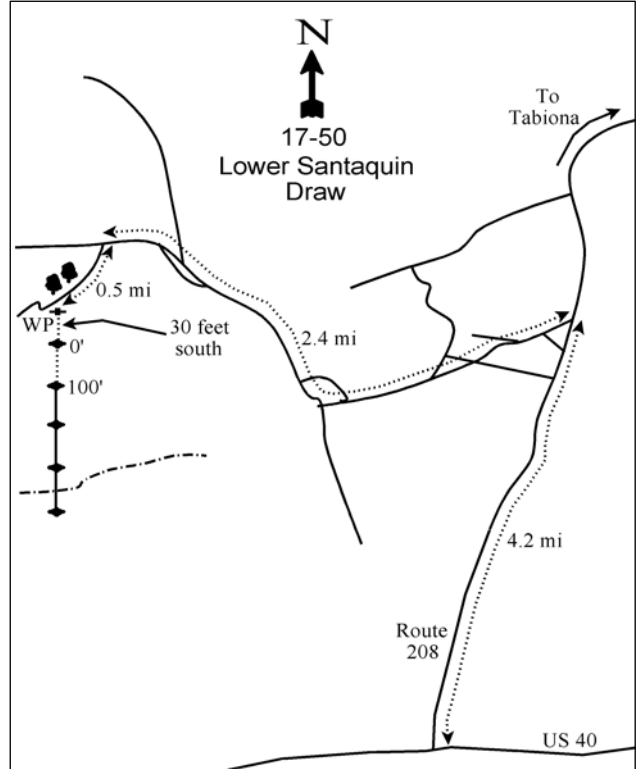 N
17-50
Lower Santaquin
Draw
To
Tabiona
0.5 mi
WP
30 feet
south
0'
2.4 mi
100'
4.2 mi
Route
208
US 40